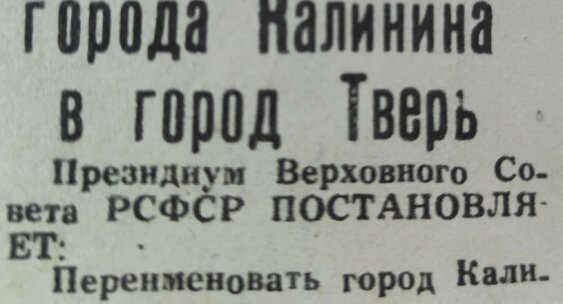 города Калинина
в город Тверь
Президиум Верховного Со-
вета РСФСР ПОСТАНОВЛЯ-
ЕТ:
Переименовать город Кали-